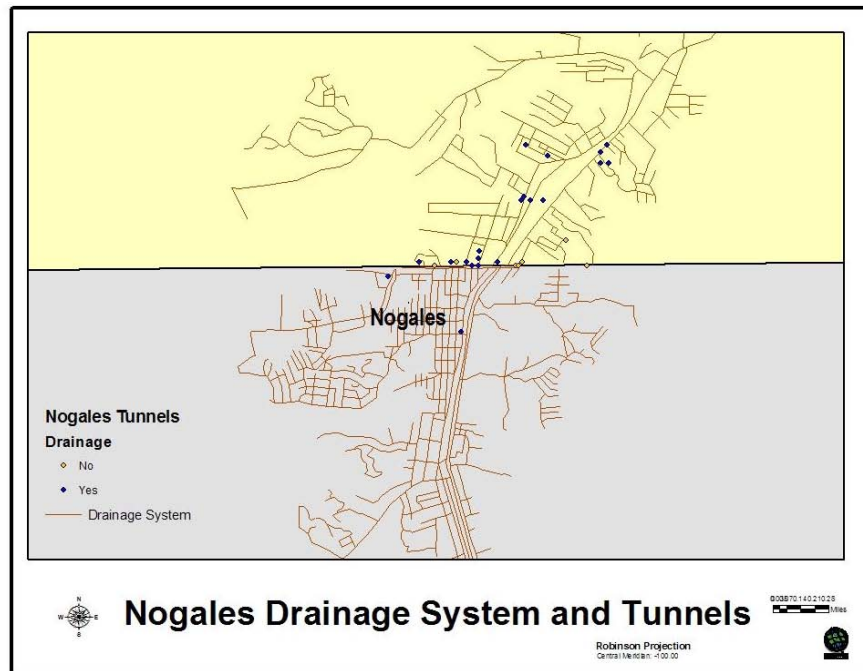 Nogales
Nogales Tunnels
Drainage
No
Yes
Drainage System
N
W
E
S
Nogales Drainage System and Tunnels
Miles
Robinson Projection
Central Meridian: -100.00